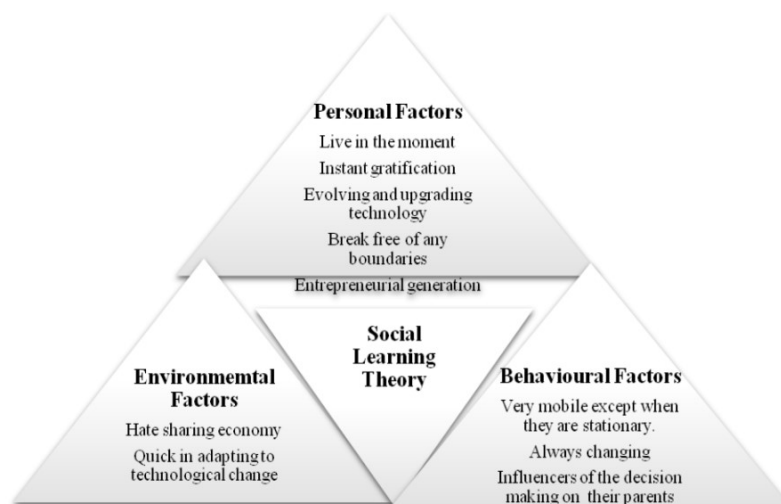 Personal Factors
Live in the moment
Instant gratification
Evolving and upgrading
technology
Break free of any
boundaries
Entrepreneurial generation
Social
Learning
Theory
Environmemtal
Factors
Hate sharing economy
Quick in adapting to
technological change
Behavioural Factors
Very mobile except when
they are stationary.
Always changing
Influencers of the decision
making on their parents